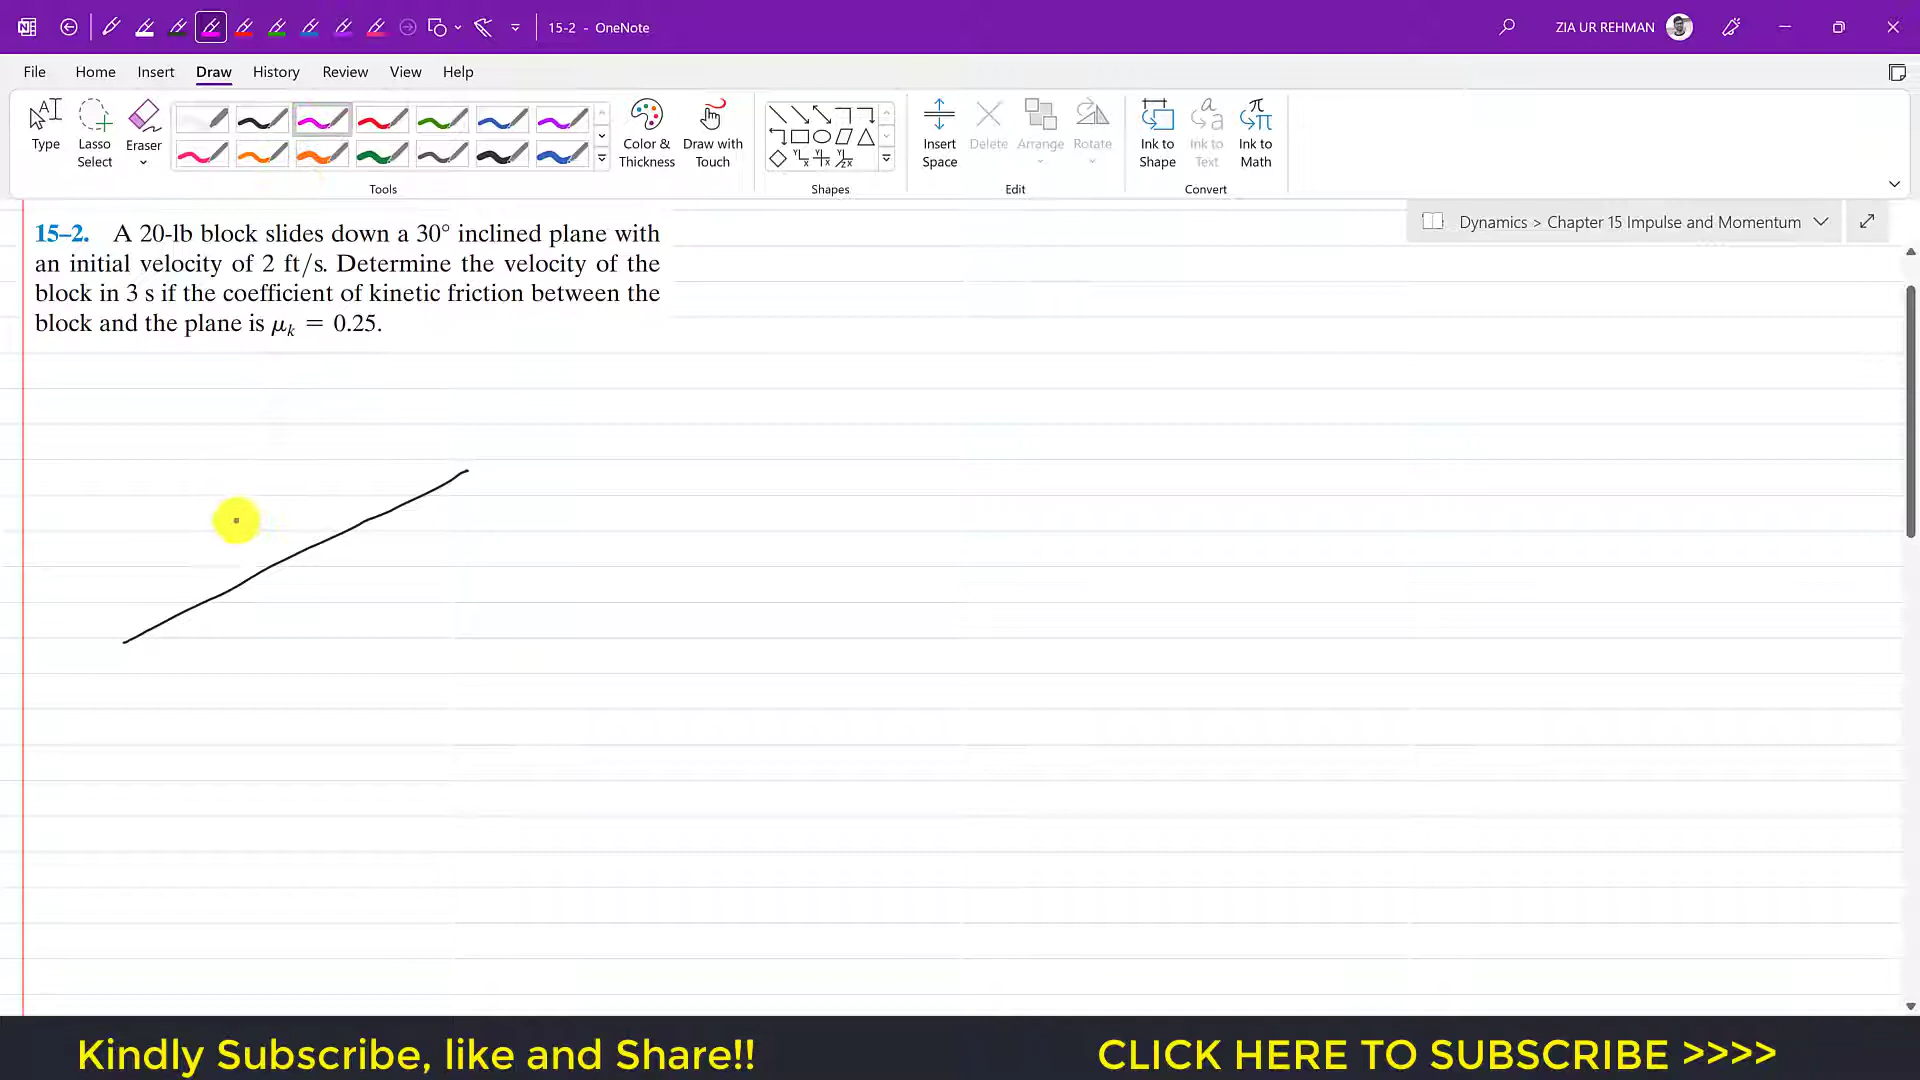 15-2 - OneNote
ZIA UR REHMAN
File Home Insert Draw History Review View Help
Type
Lasso Select
Eraser
Color & Thickness
Draw with Touch
Insert Space
Delete
Arrange
Rotate
Ink to Shape
Ink to Text
Ink to Math
Tools
Shapes
Edit
Convert
Dynamics > Chapter 15 Impulse and Momentum
15–2. A 20-lb block slides down a 30° inclined plane with
an initial velocity of 2 ft/s. Determine the velocity of the
block in 3 s if the coefficient of kinetic friction between the
block and the plane is μk = 0.25.
Kindly Subscribe, like and Share!!
CLICK HERE TO SUBSCRIBE >>>>